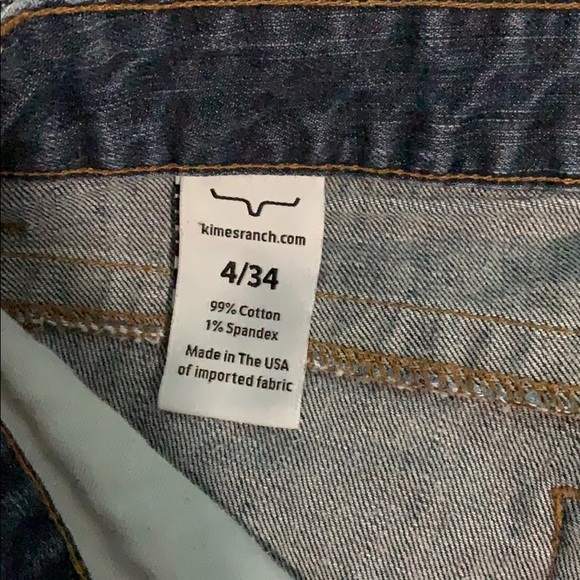 kimesranch.com
4/34
99% Cotton
1% Spandex
Made in The USA
of imported fabric